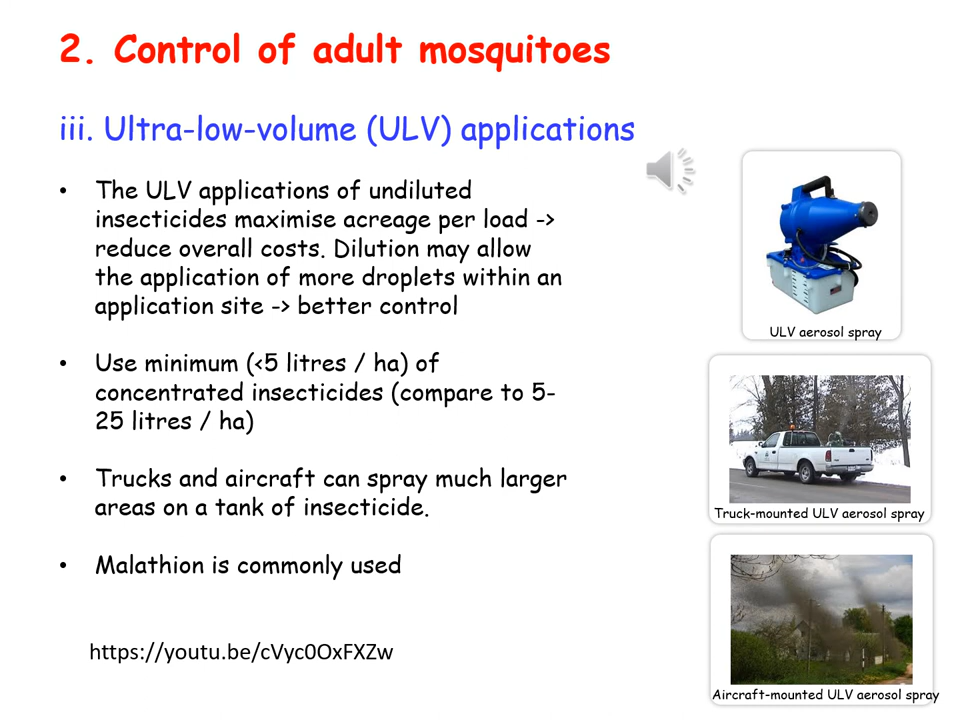 2. Control of adult mosquitoes
iii. Ultra-low-volume (ULV) applications
• The ULV applications of undiluted
insecticides maximise acreage per load ->
reduce overall costs. Dilution may allow
the application of more droplets within an
application site -> better control
• Use minimum (<5 litres / ha) of
concentrated insecticides (compare to 5-
25 litres / ha)
• Trucks and aircraft can spray much larger
areas on a tank of insecticide.
• Malathion is commonly used
https://youtu.be/cVyc0OxFXZw
ULV aerosol spray
Truck-mounted ULV aerosol spray
Aircraft-mounted ULV aerosol spray